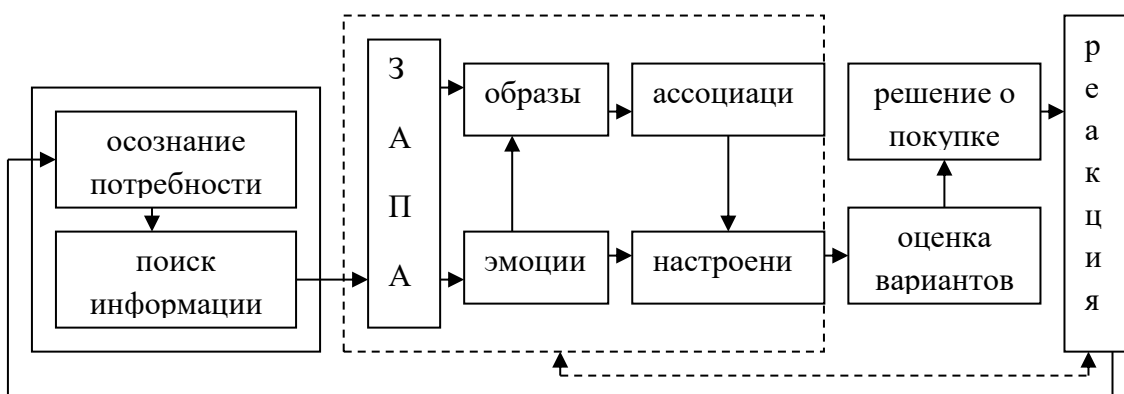 осознание
потребности
поиск
информации
З
А
П
А
образы
ассоциаци
эмоции
настроени
решение о
покупке
оценка
вариантов
р
е
а
к
ц
и
я